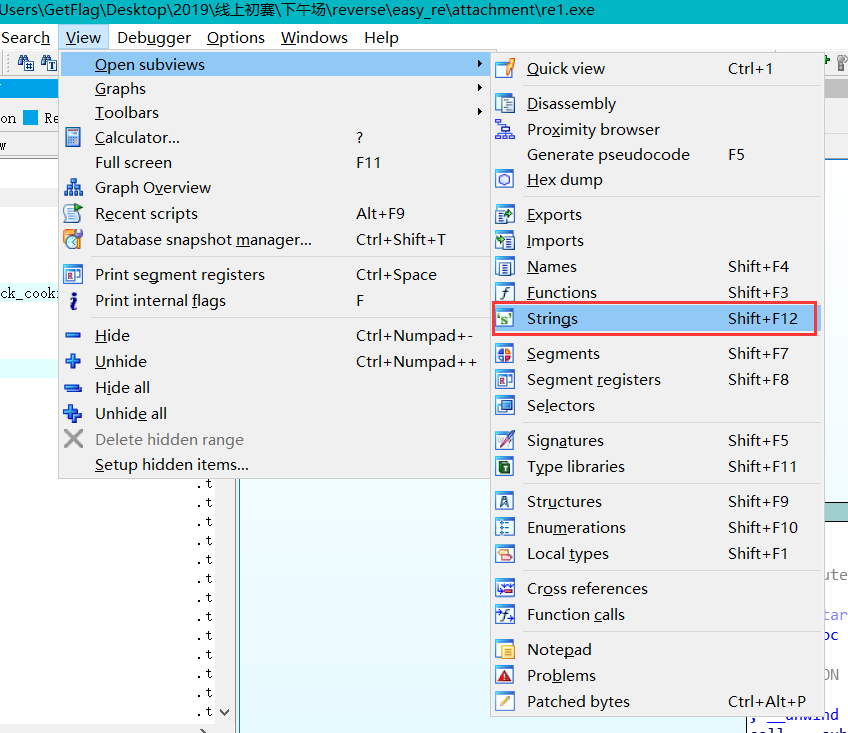 Users\GetFlag\Desktop\2019\线上初赛\下午场\reverse\easy_re\attachment\re1.exe
Search View Debugger Options Windows Help
Open subviews
Graphs
Toolbars
Calculator... ?
Full screen F11
Graph Overview
Recent scripts Alt+F9
Database snapshot manager... Ctrl+Shift+T
Print segment registers Ctrl+Space
Print internal flags F
Hide Ctrl+Numpad+-
Unhide Ctrl+Numpad++
Hide all
Unhide all
Delete hidden range
Setup hidden items...
Quick view Ctrl+1
Disassembly
Proximity browser
Generate pseudocode F5
Hex dump
Exports
Imports
Names Shift+F4
Functions Shift+F3
Strings Shift+F12
Segments Shift+F7
Segment registers Shift+F8
Selectors
Signatures Shift+F5
Type libraries Shift+F11
Structures Shift+F9
Enumerations Shift+F10
Local types Shift+F1
Cross references
Function calls
Notepad
Problems
Patched bytes Ctrl+Alt+P
on Re
ck_cooki
.t
.t
.t
.t
.t
.t
.t
.t
.t
.t
.t
.t
.t
ute
tar
oc
ON
; __unwind